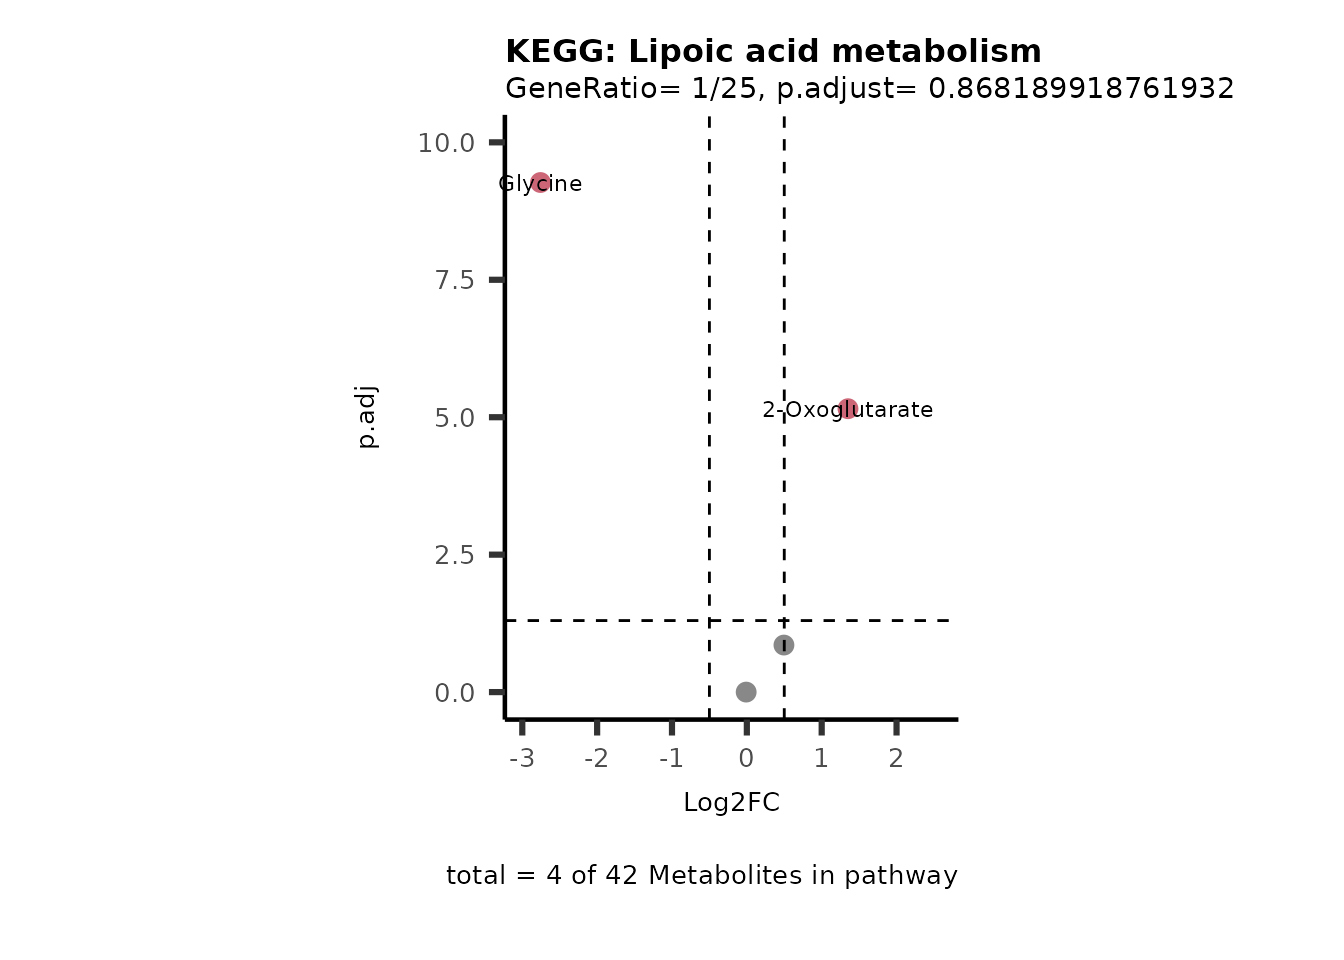 KEGG: Lipoic acid metabolism
GeneRatio= 1/25, p.adjust= 0.868189918761932
10.0
Glycine
7.5
p.adj
5.0
2-Oxoglutarate
2.5
0.0
-3 -2 -1 0 1 2
Log2FC
total = 4 of 42 Metabolites in pathway